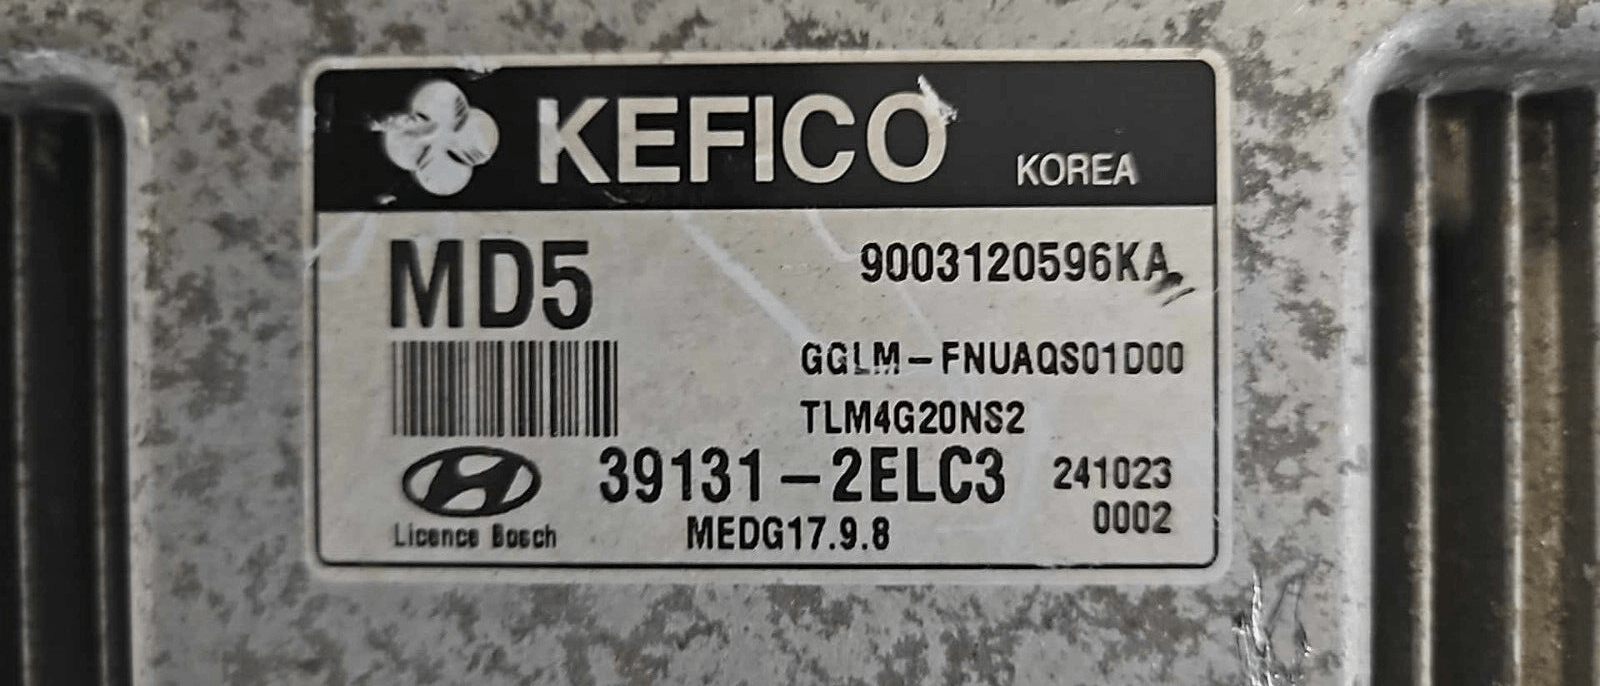 KEFICO KOREA
MD5 9003120596KA
GGLM-FNUAQS01D00
TLM4G20NS2
39131-2ELC3 241023
Licence Bosch MEDG17.9.8 0002